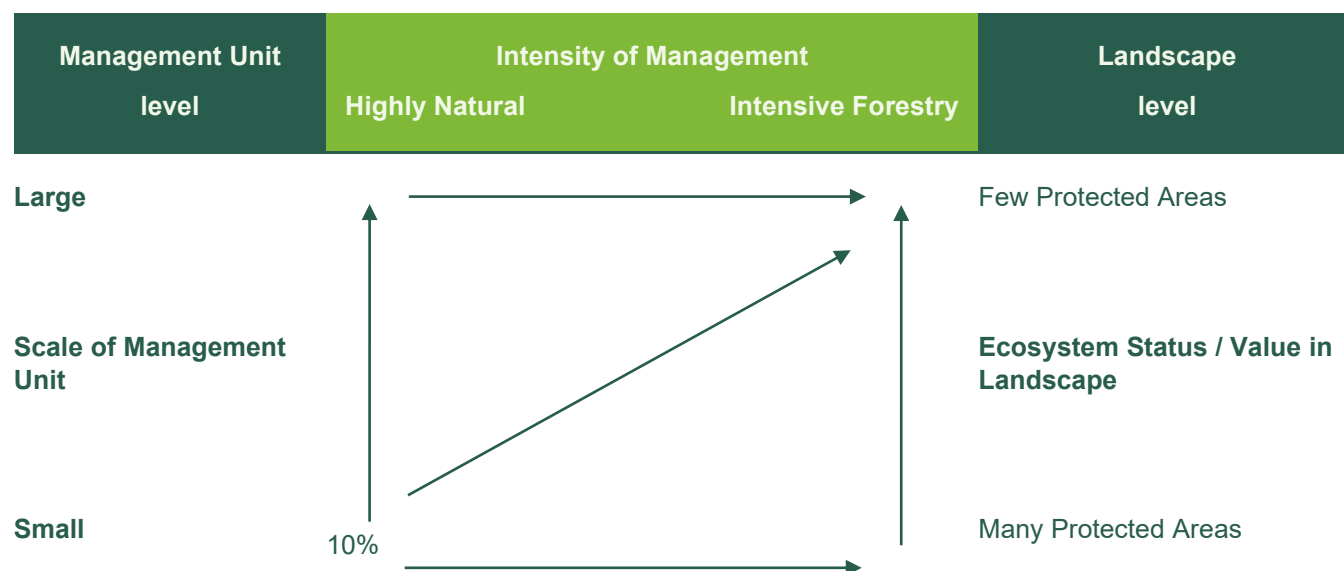 Management Unit
level
Intensity of Management
Highly Natural Intensive Forestry
Landscape
level
Large
Few Protected Areas
Scale of Management
Unit
Ecosystem Status / Value in
Landscape
Small
10%
Many Protected Areas